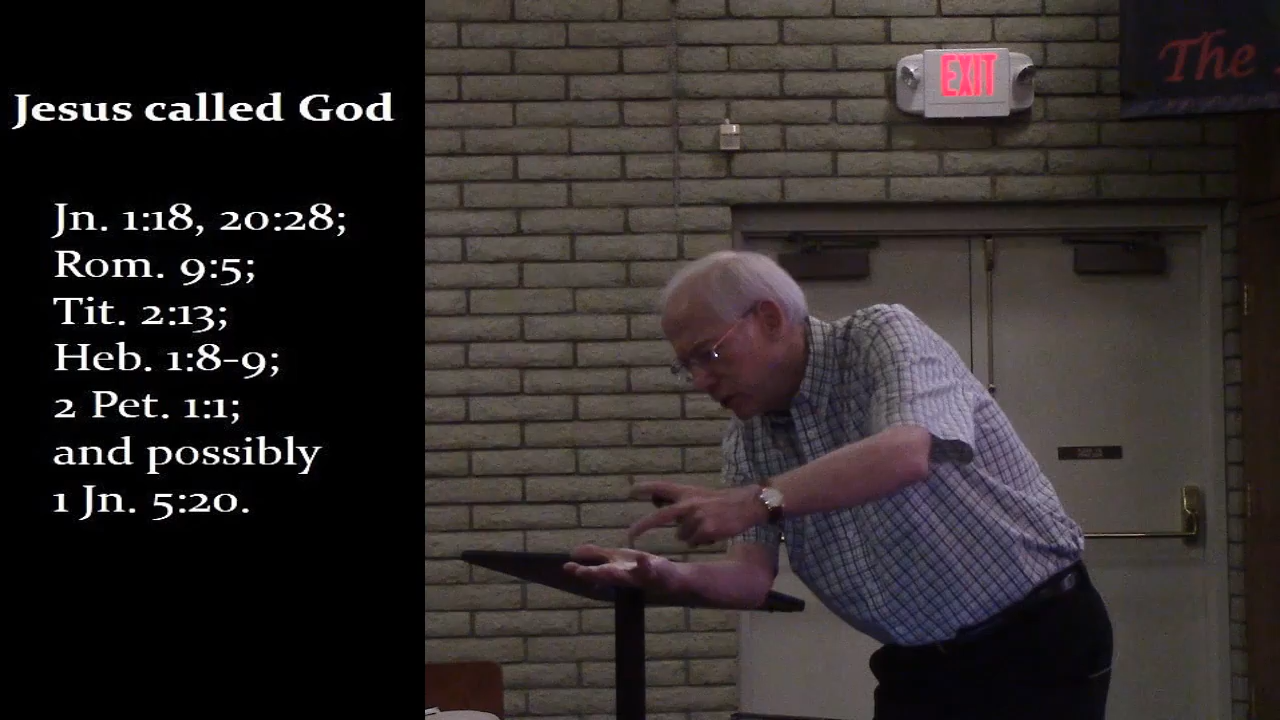 Jesus called God
Jn. 1:18, 20:28;
Rom. 9:5;
Tit. 2:13;
Heb. 1:8-9;
2 Pet. 1:1;
and possibly
1 Jn. 5:20.
EXIT
The